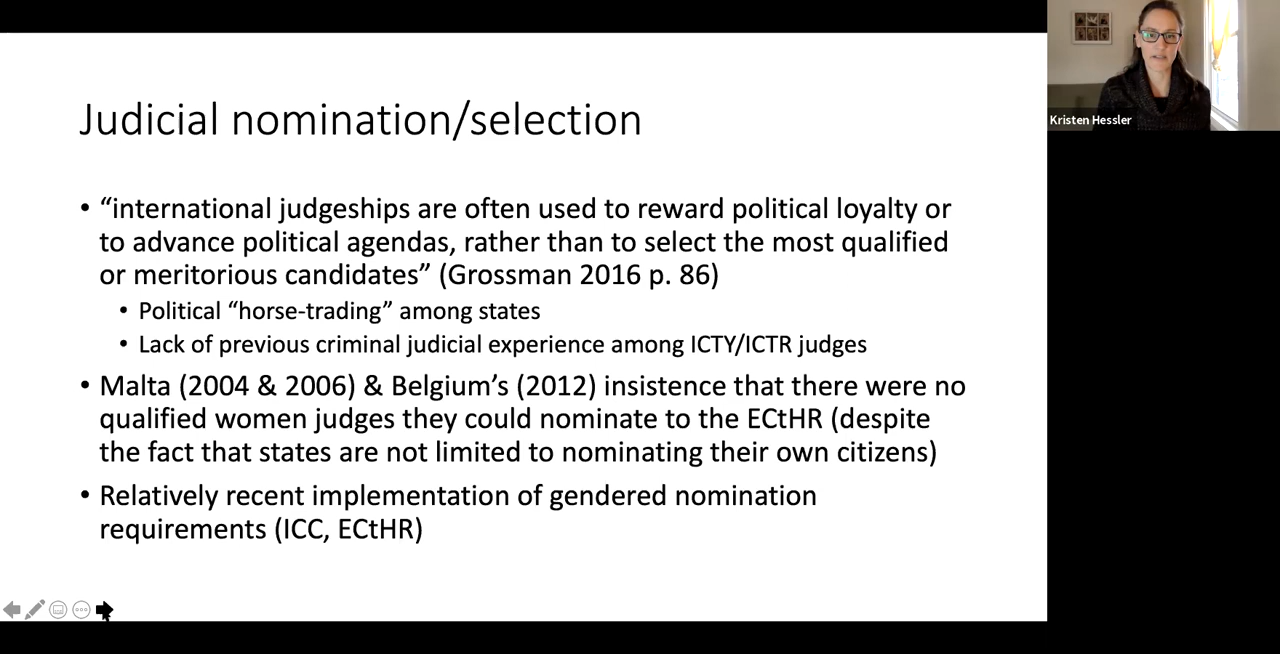 Judicial nomination/selection
• “international judgeships are often used to reward political loyalty or
to advance political agendas, rather than to select the most qualified
or meritorious candidates” (Grossman 2016 p. 86)
• Political “horse-trading” among states
• Lack of previous criminal judicial experience among ICTY/ICTR judges
• Malta (2004 & 2006) & Belgium’s (2012) insistence that there were no
qualified women judges they could nominate to the ECtHR (despite
the fact that states are not limited to nominating their own citizens)
• Relatively recent implementation of gendered nomination
requirements (ICC, ECtHR)
Kristen Hessler